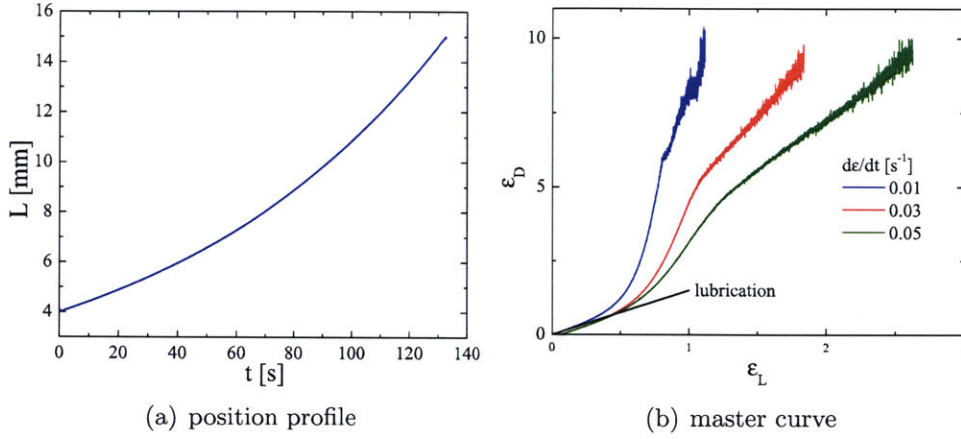 16
14
12
10
8
6
4
L [mm]
0 20 40 60 80 100 120 140
t [s]
(a) position profile
10
5
0
ε_D
dε/dt [s⁻¹]
0.01
0.03
0.05
lubrication
0 1 2
ε_L
(b) master curve